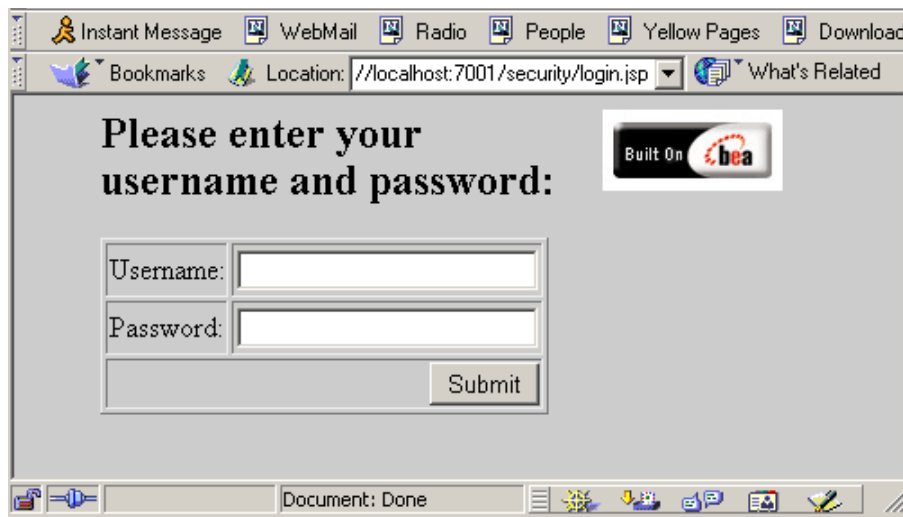 Instant Message WebMail Radio People Yellow Pages Download
Bookmarks Location: //localhost:7001/security/login.jsp What's Related
Please enter your
username and password:
Built On bea
Username:
Password:
Submit
Document: Done